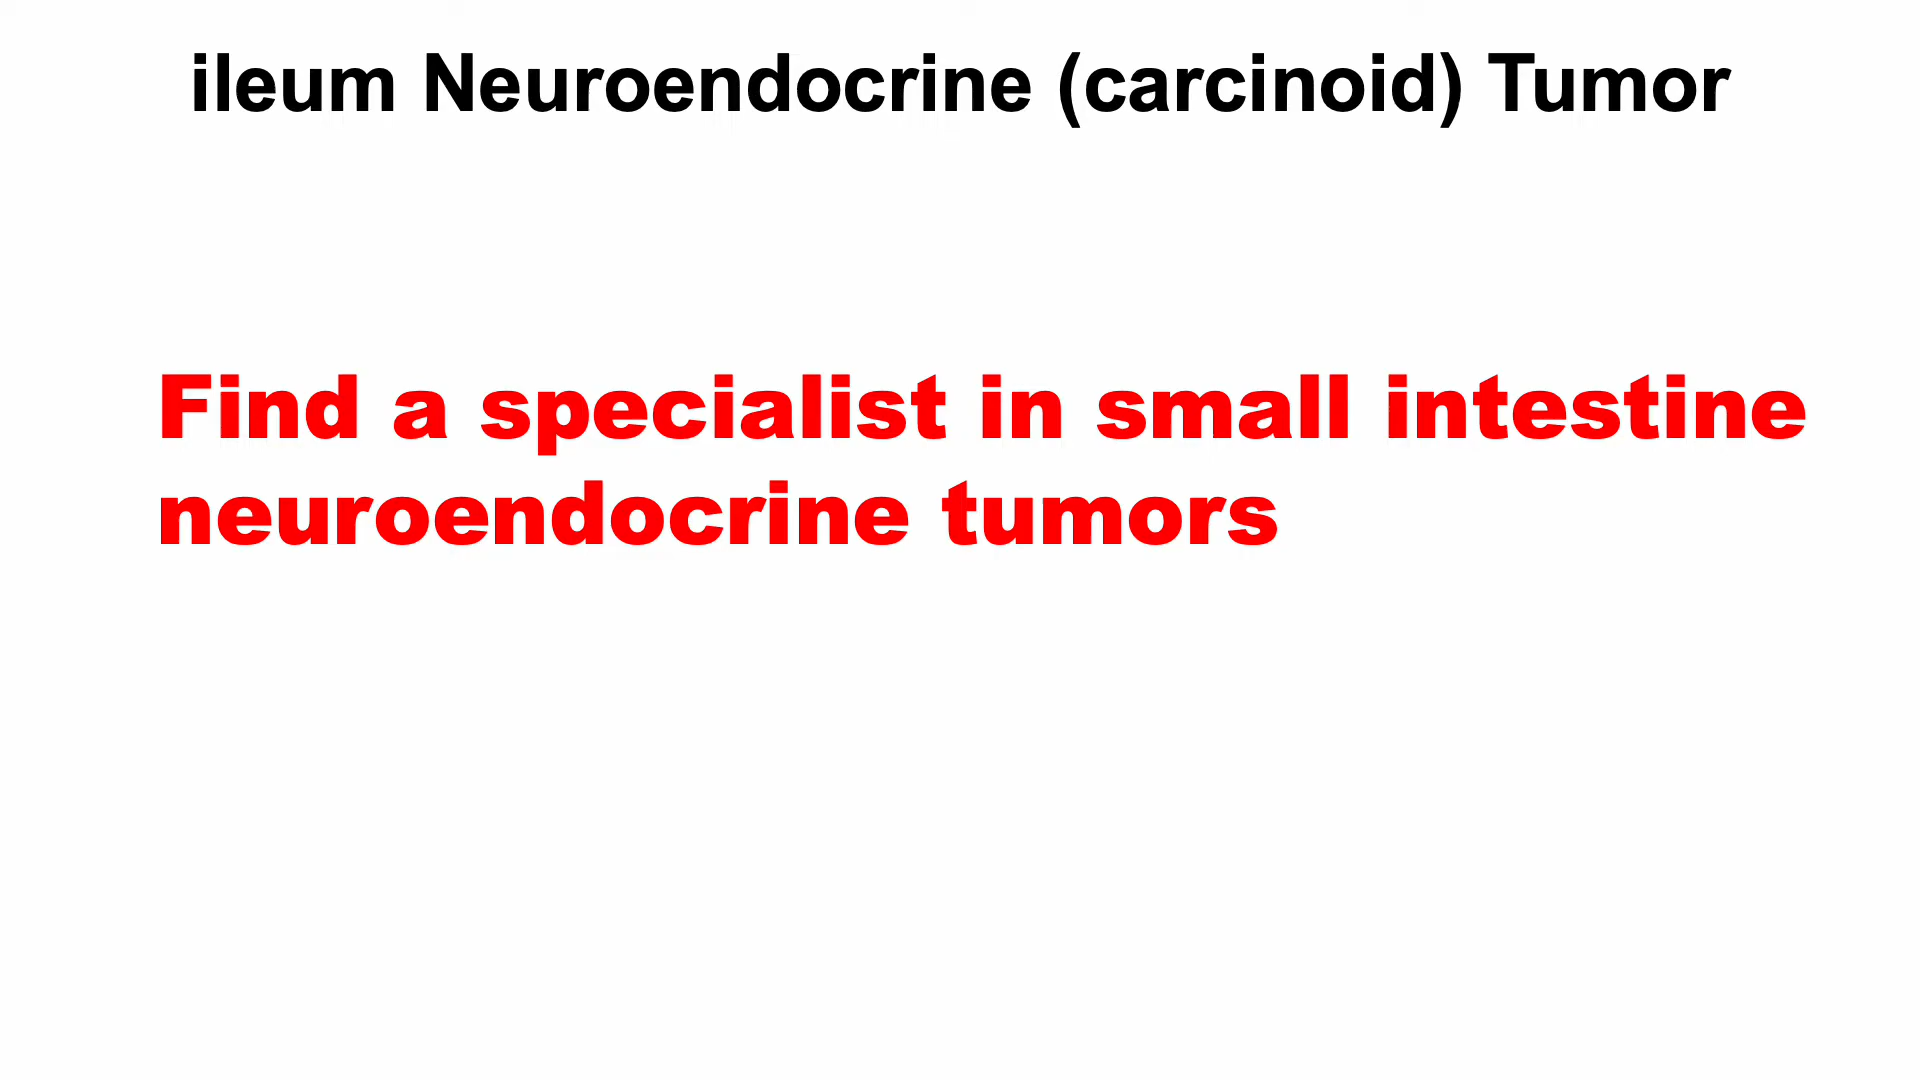 ileum Neuroendocrine (carcinoid) Tumor
Find a specialist in small intestine
neuroendocrine tumors